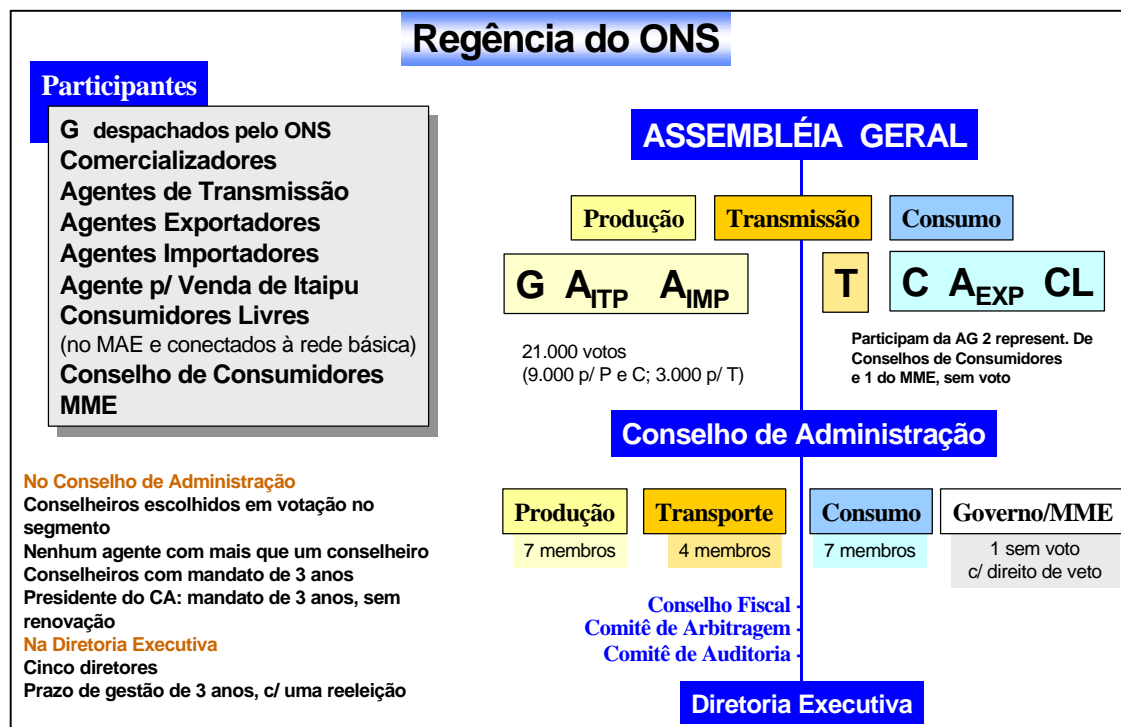 Regência do ONS
Participantes
G despachados pelo ONS
Comercializadores
Agentes de Transmissão
Agentes Exportadores
Agentes Importadores
Agente p/ Venda de Itaipu
Consumidores Livres
(no MAE e conectados à rede básica)
Conselho de Consumidores
MME
No Conselho de Administração
Conselheiros escolhidos em votação no
segmento
Nenhum agente com mais que um conselheiro
Conselheiros com mandato de 3 anos
Presidente do CA: mandato de 3 anos, sem
renovação
Na Diretoria Executiva
Cinco diretores
Prazo de gestão de 3 anos, c/ uma reeleição
ASSEMBLÉIA GERAL
Produção Transmissão Consumo
G A ITP A IMP T C A EXP CL
21.000 votos
(9.000 p/ P e C; 3.000 p/ T)
Participam da AG 2 represent. De
Conselhos de Consumidores
e 1 do MME, sem voto
Conselho de Administração
Produção Transporte Consumo Governo/MME
7 membros 4 membros 7 membros 1 sem voto
c/ direito de veto
Conselho Fiscal
Comitê de Arbitragem
Comitê de Auditoria
Diretoria Executiva